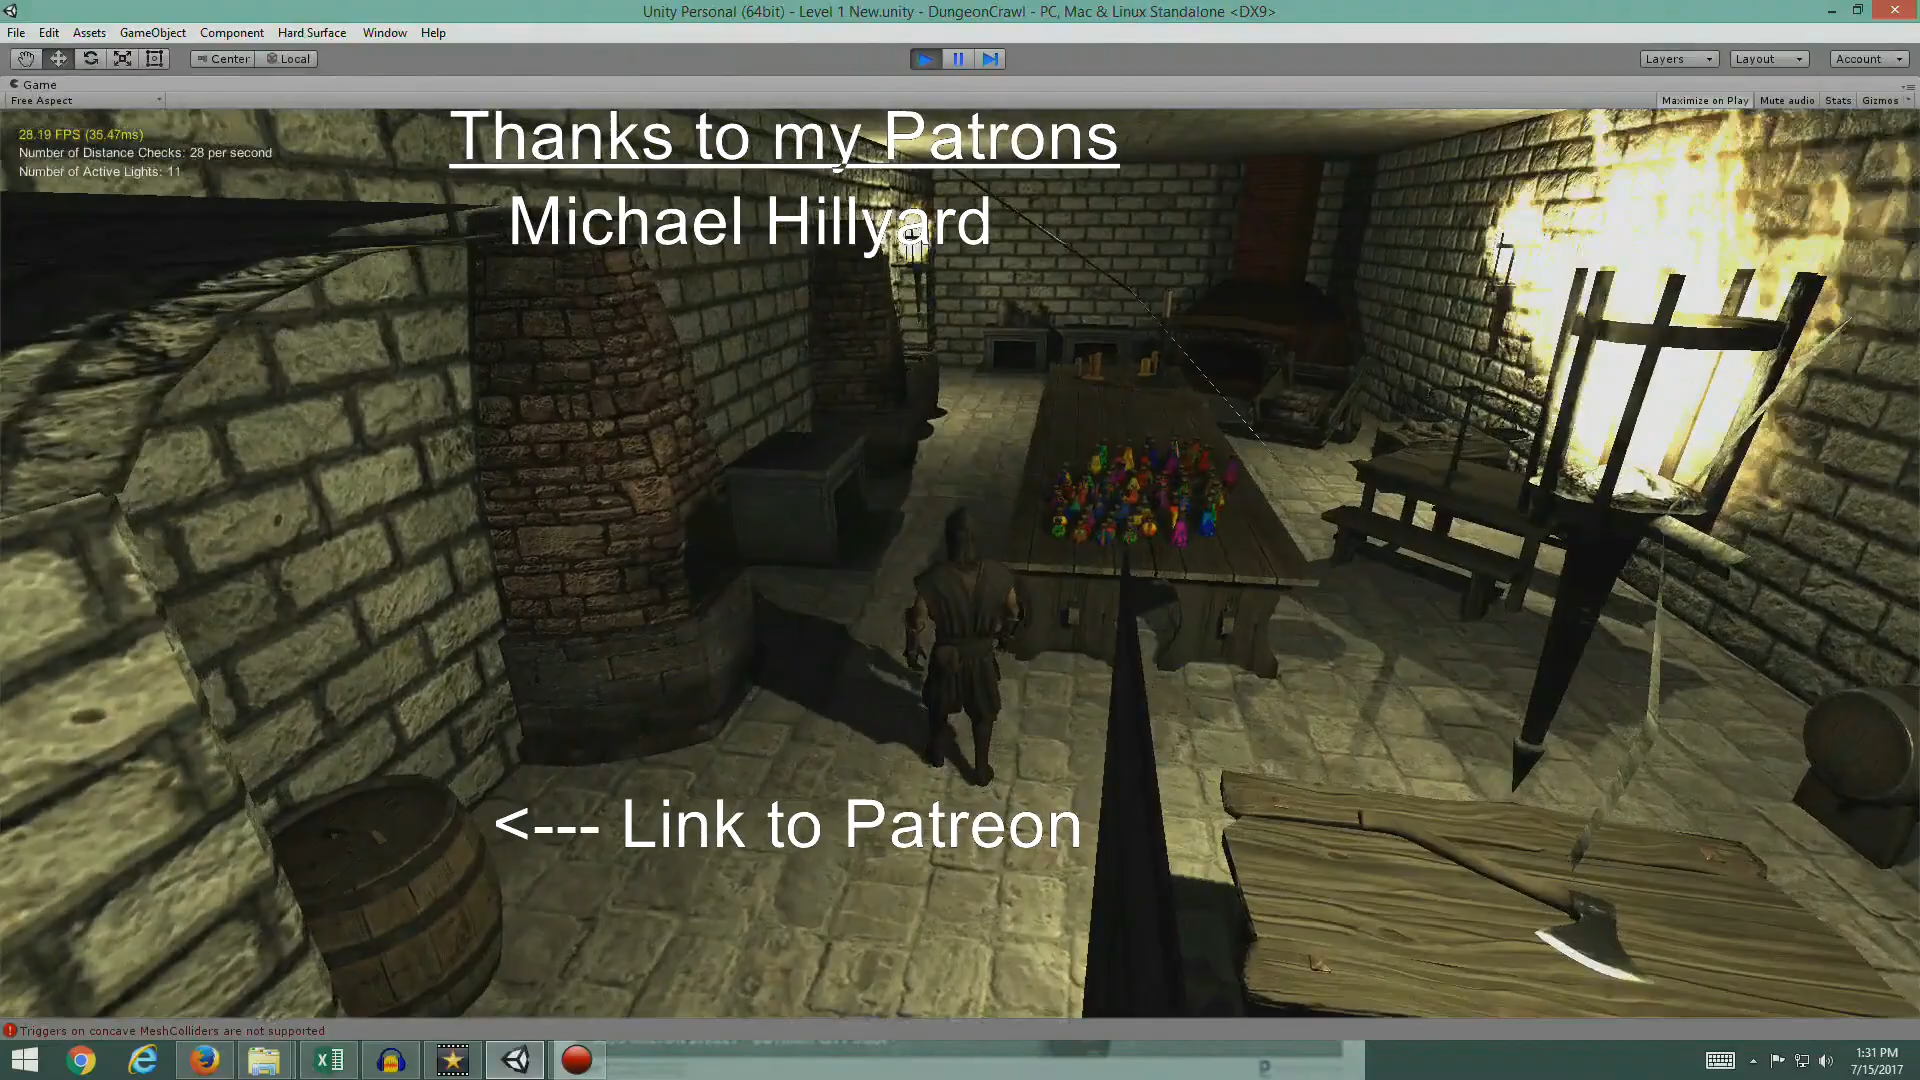 Unity Personal (64bit) - Level 1 New.unity - DungeonCrawl - PC, Mac & Linux Standalone <DX9>
File Edit Assets GameObject Component Hard Surface Window Help
Center Local Layers Layout Account
Game
Free Aspect Maximize on Play Mute audio Stats Gizmos
28.19 FPS (35.47ms)
Number of Distance Checks: 28 per second
Number of Active Lights: 11
Thanks to my Patrons
Michael Hillyard
<--- Link to Patreon
Triggers on concave MeshColliders are not supported
1:31 PM
7/15/2017